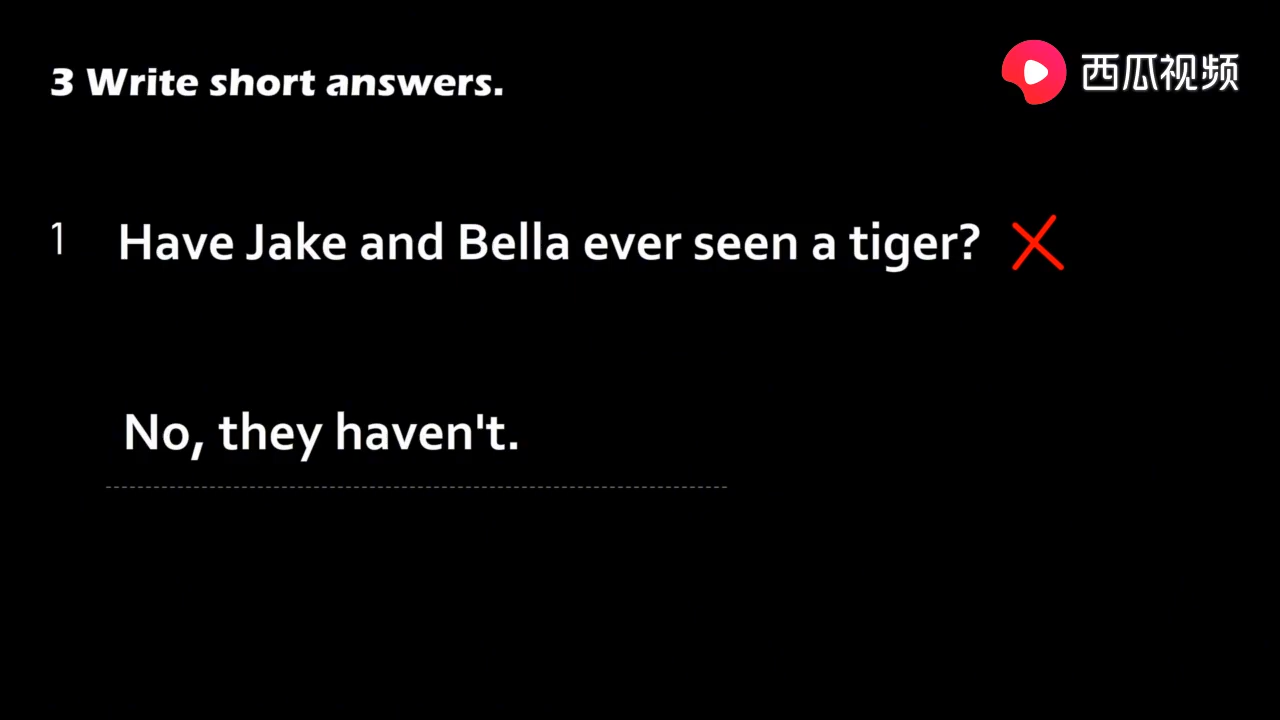 3 Write short answers.
西瓜视频
1 Have Jake and Bella ever seen a tiger?
No, they haven't.